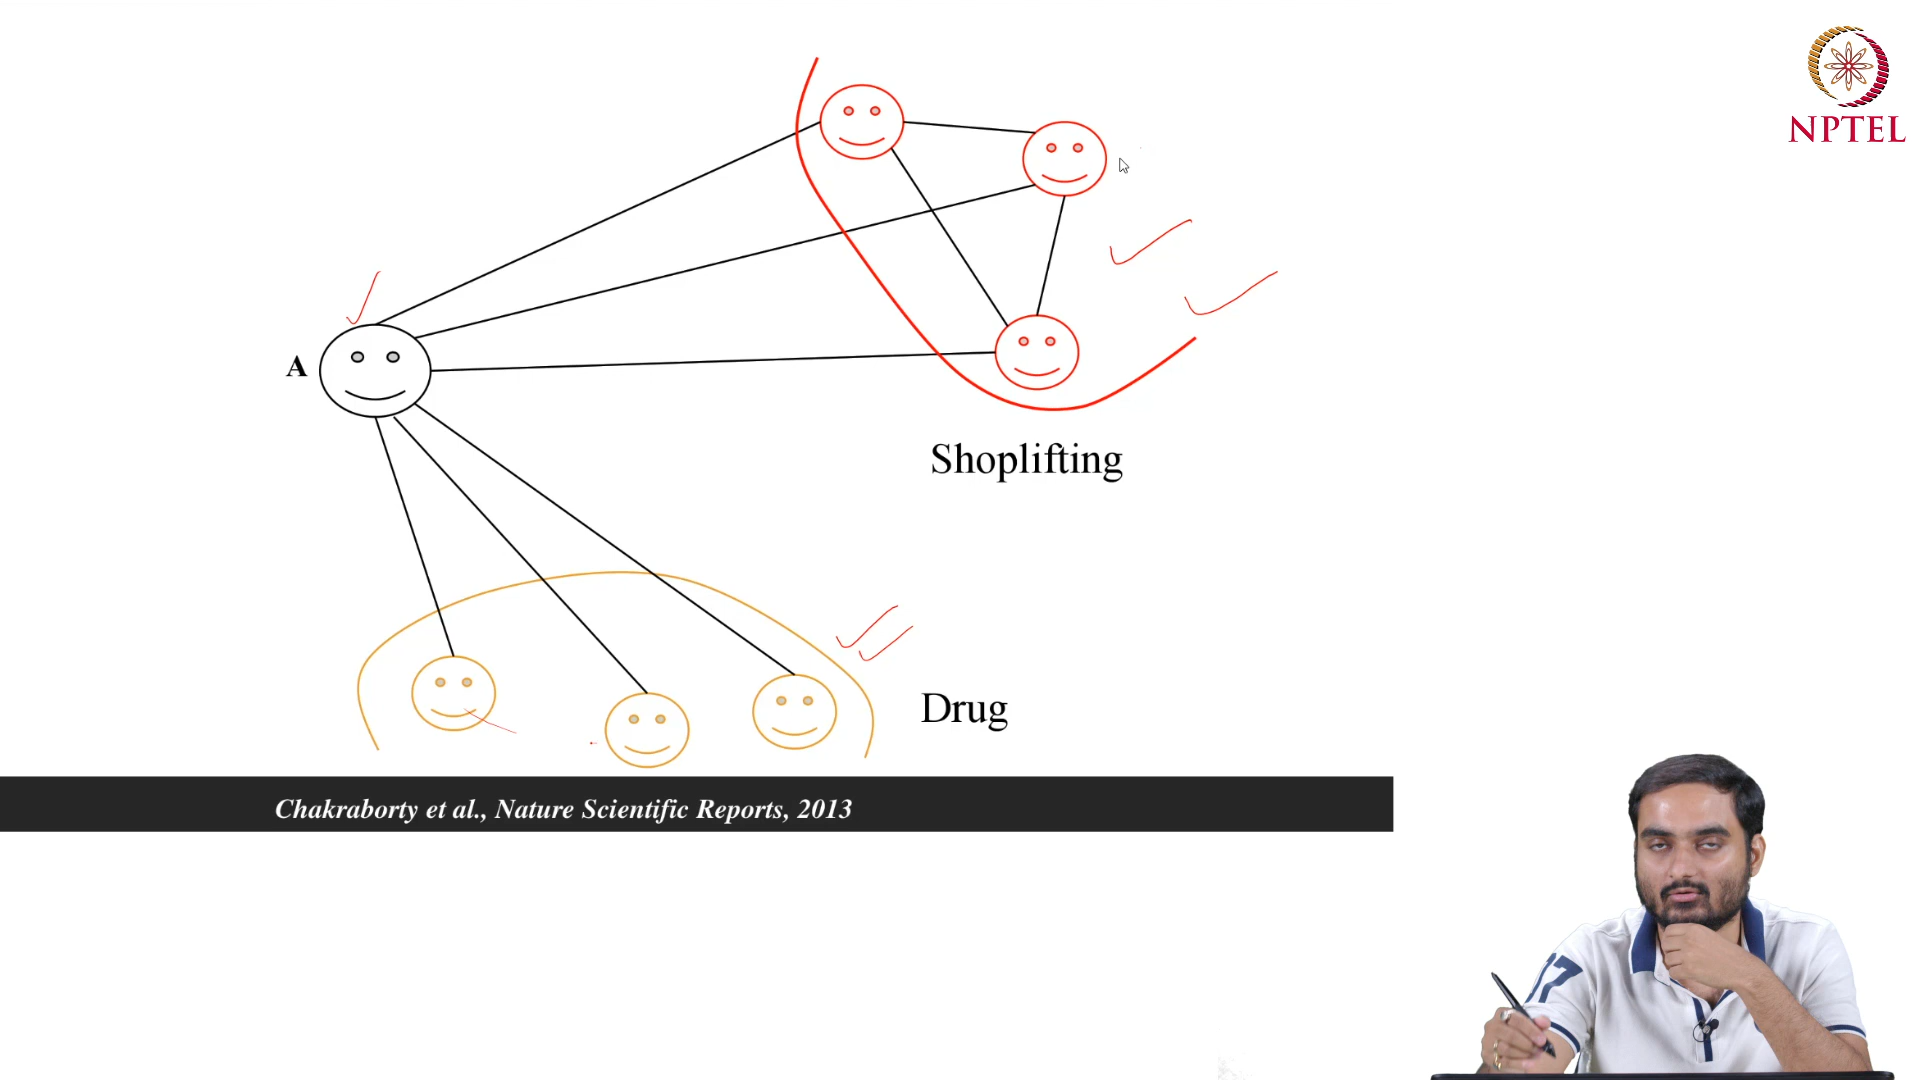 NPTEL
A
Shoplifting
Drug
Chakraborty et al., Nature Scientific Reports, 2013